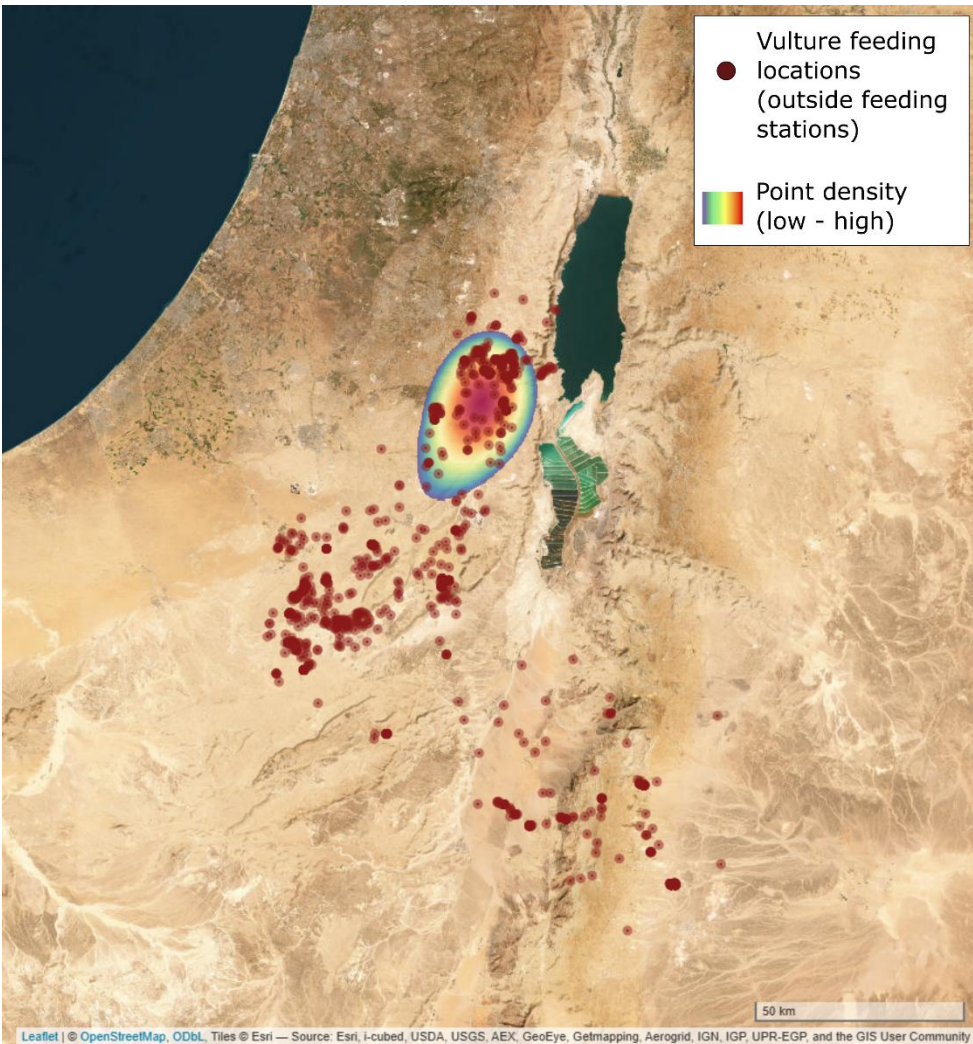 Vulture feeding
locations
(outside feeding
stations)
Point density
(low - high)
50 km
Leaflet | © OpenStreetMap, ODbL, Tiles © Esri — Source: Esri, i-cubed, USDA, USGS, AEX, GeoEye, Getmapping, Aerogrid, IGN, IGP, UPR-EGP, and the GIS User Community